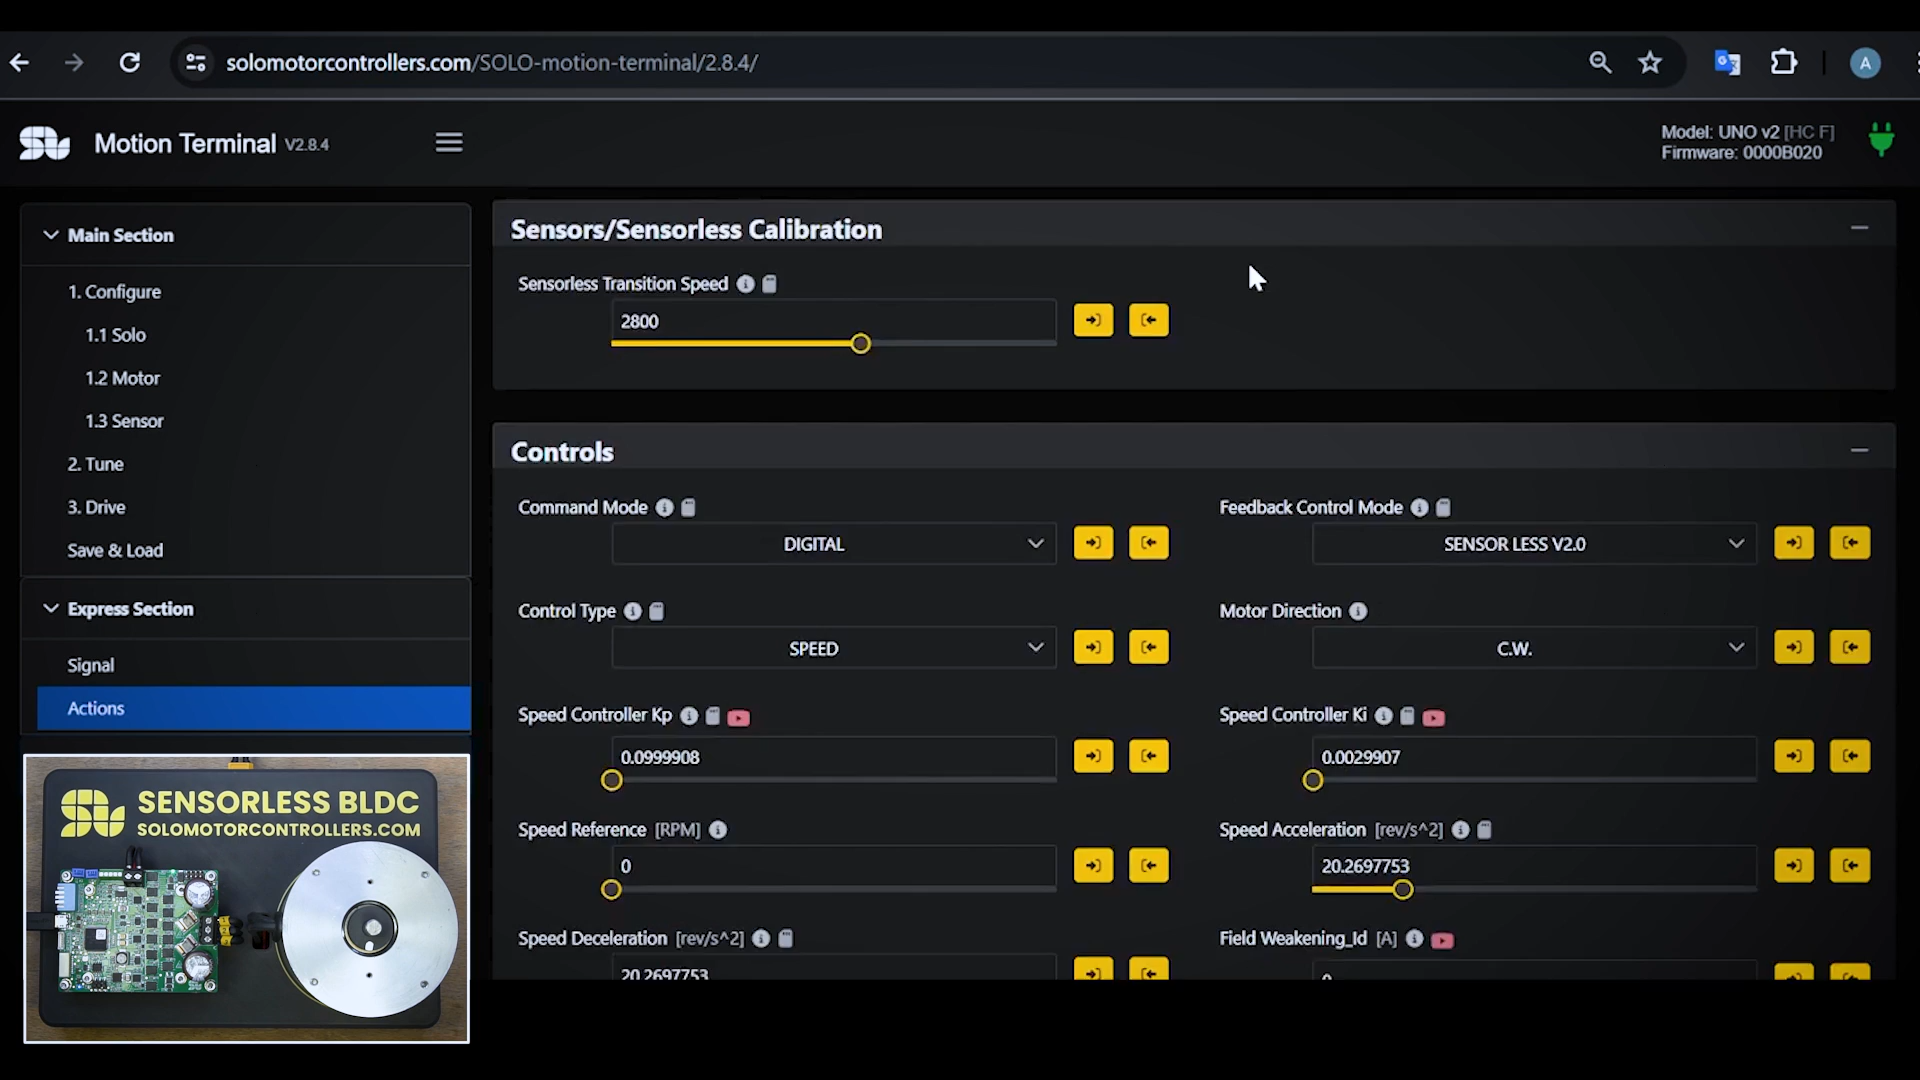 solomotorcontrollers.com/SOLO-motion-terminal/2.8.4/
A
Motion Terminal V2.8.4
Model: UNO v2 [HC F]
Firmware: 0000B020
Main Section
1. Configure
1.1 Solo
1.2 Motor
1.3 Sensor
2. Tune
3. Drive
Save & Load
Express Section
Signal
Actions
SENSORLESS BLDC
SOLOMOTORCONTROLLERS.COM
Sensors/Sensorless Calibration
Sensorless Transition Speed
2800
Controls
Command Mode
DIGITAL
Feedback Control Mode
SENSOR LESS V2.0
Control Type
SPEED
Motor Direction
C.W.
Speed Controller Kp
0.0999908
Speed Controller Ki
0.0029907
Speed Reference [RPM]
0
Speed Acceleration [rev/s^2]
20.2697753
Speed Deceleration [rev/s^2]
20.2697753
Field Weakening_Id [A]
0